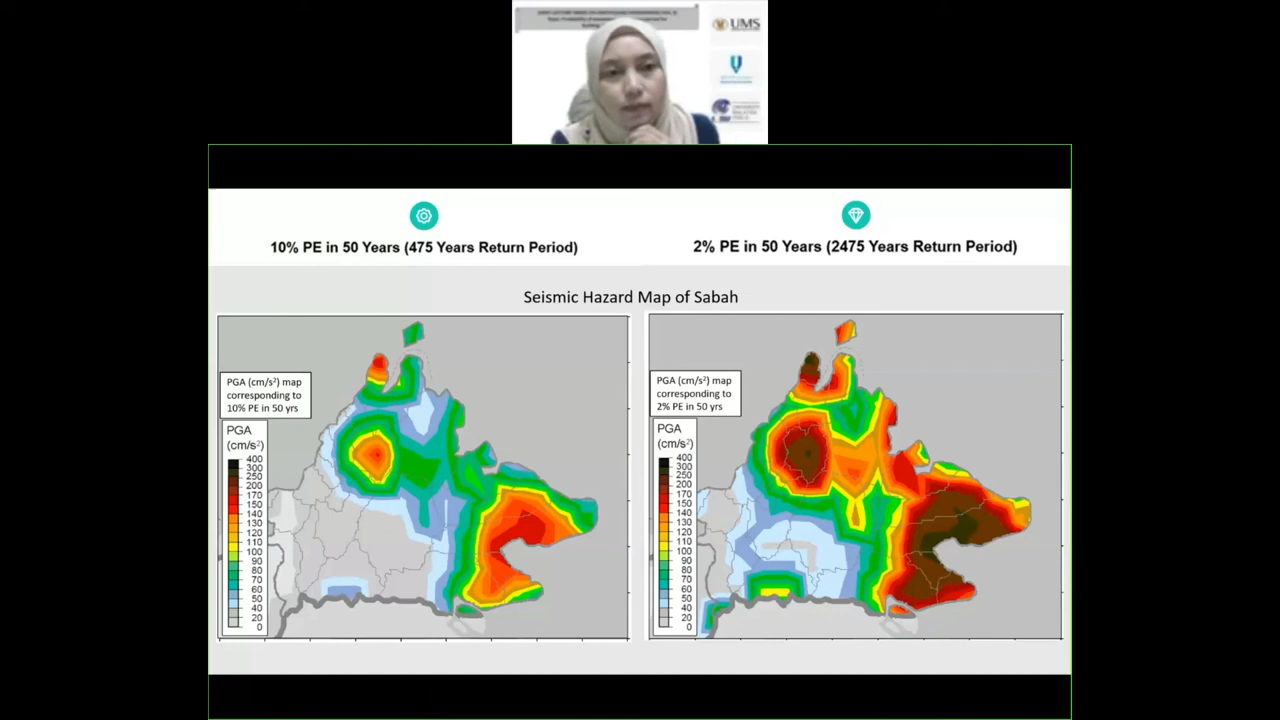 UMS
10% PE in 50 Years (475 Years Return Period)
2% PE in 50 Years (2475 Years Return Period)
Seismic Hazard Map of Sabah
PGA (cm/s²) map
corresponding to
10% PE in 50 yrs
PGA
(cm/s²)
400
300
250
200
170
150
140
130
120
110
100
90
80
70
60
50
40
20
0
PGA (cm/s²) map
corresponding to
2% PE in 50 yrs
PGA
(cm/s²)
400
300
250
200
170
150
140
130
120
110
100
90
80
70
60
50
40
20
0